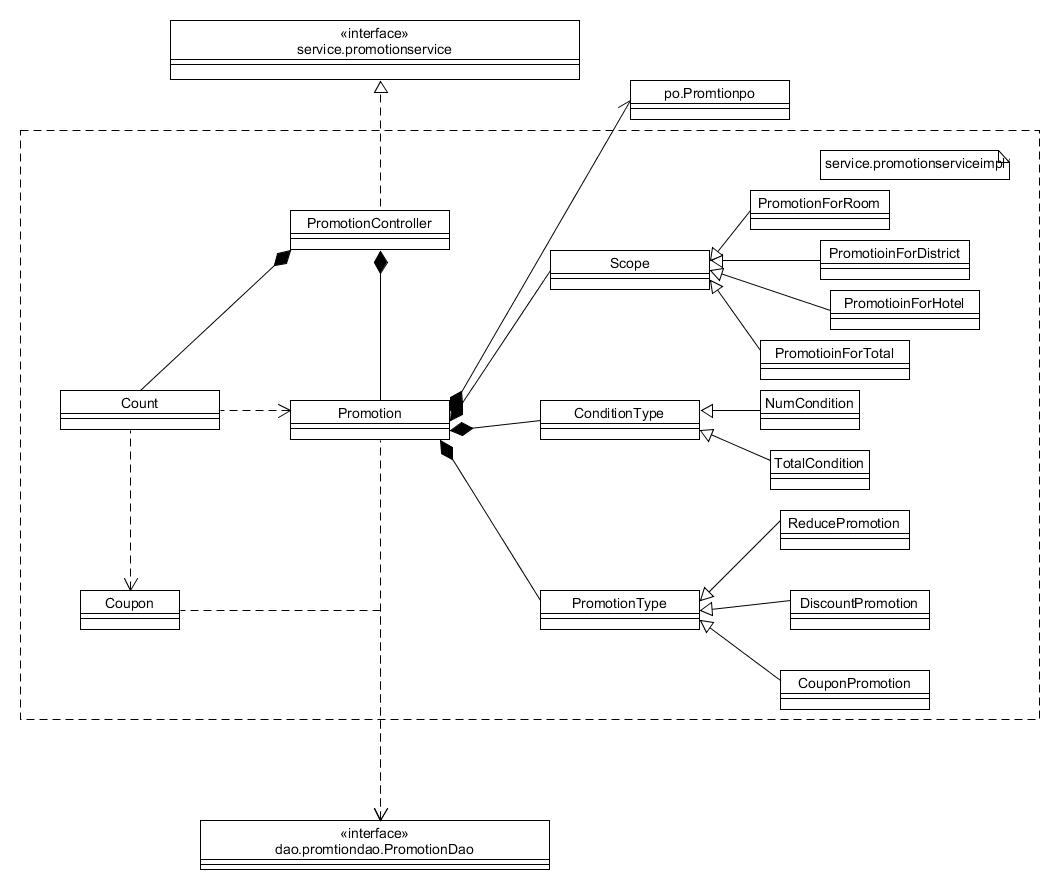 «interface»
service.promotionservice
po.Promtionpo
service.promotionserviceimpl
PromotionForRoom
PromotionController
PromotioinForDistrict
Scope
PromotioinForHotel
PromotioinForTotal
Count
Promotion
ConditionType
NumCondition
TotalCondition
ReducePromotion
Coupon
PromotionType
DiscountPromotion
CouponPromotion
«interface»
dao.promtiondao.PromotionDao